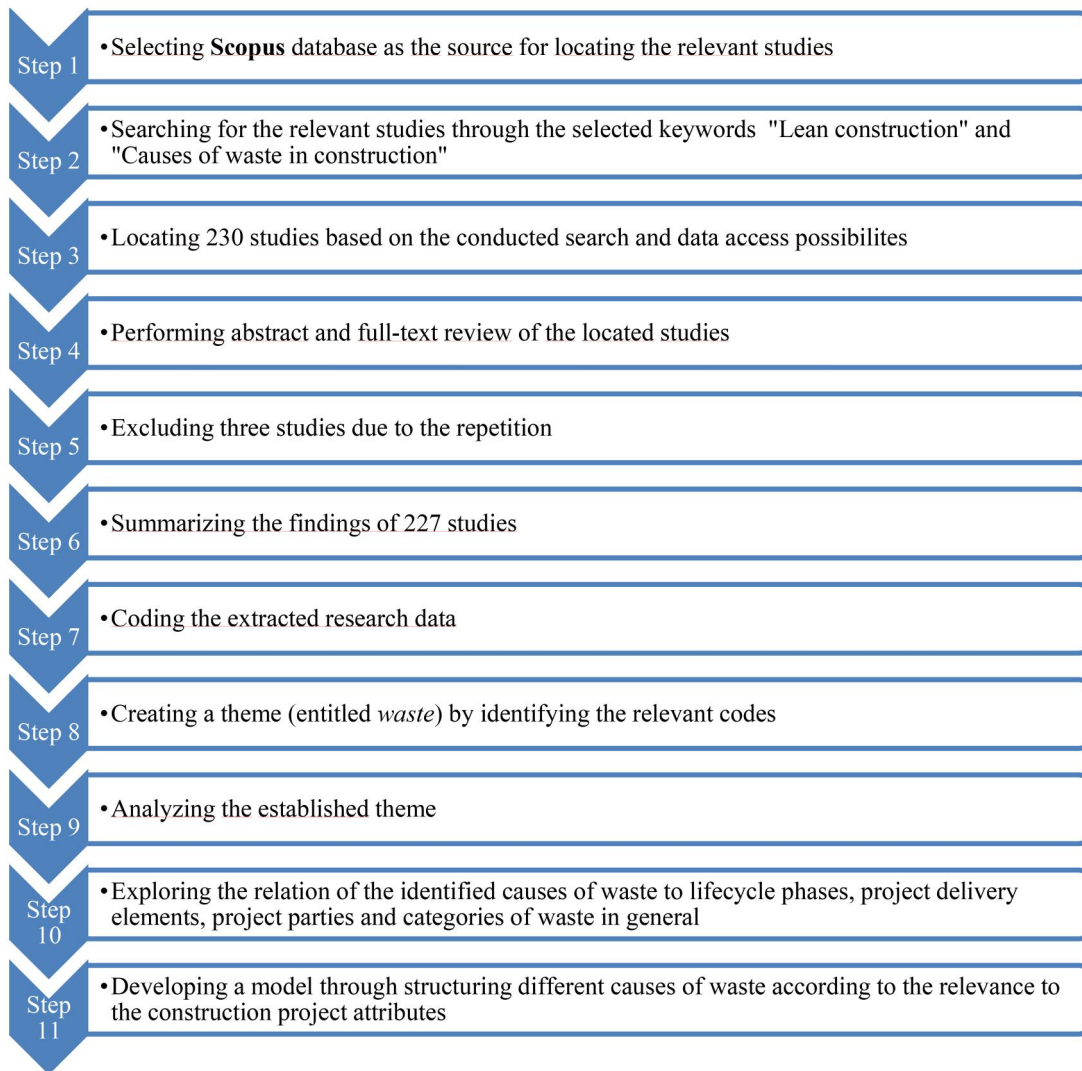 Step 1
•Selecting Scopus database as the source for locating the relevant studies
Step 2
•Searching for the relevant studies through the selected keywords "Lean construction" and
"Causes of waste in construction"
Step 3
•Locating 230 studies based on the conducted search and data access possibilites
Step 4
•Performing abstract and full-text review of the located studies
Step 5
•Excluding three studies due to the repetition
Step 6
•Summarizing the findings of 227 studies
Step 7
•Coding the extracted research data
Step 8
•Creating a theme (entitled waste) by identifying the relevant codes
Step 9
•Analyzing the established theme
Step
10
•Exploring the relation of the identified causes of waste to lifecycle phases, project delivery
elements, project parties and categories of waste in general
Step
11
•Developing a model through structuring different causes of waste according to the relevance to
the construction project attributes